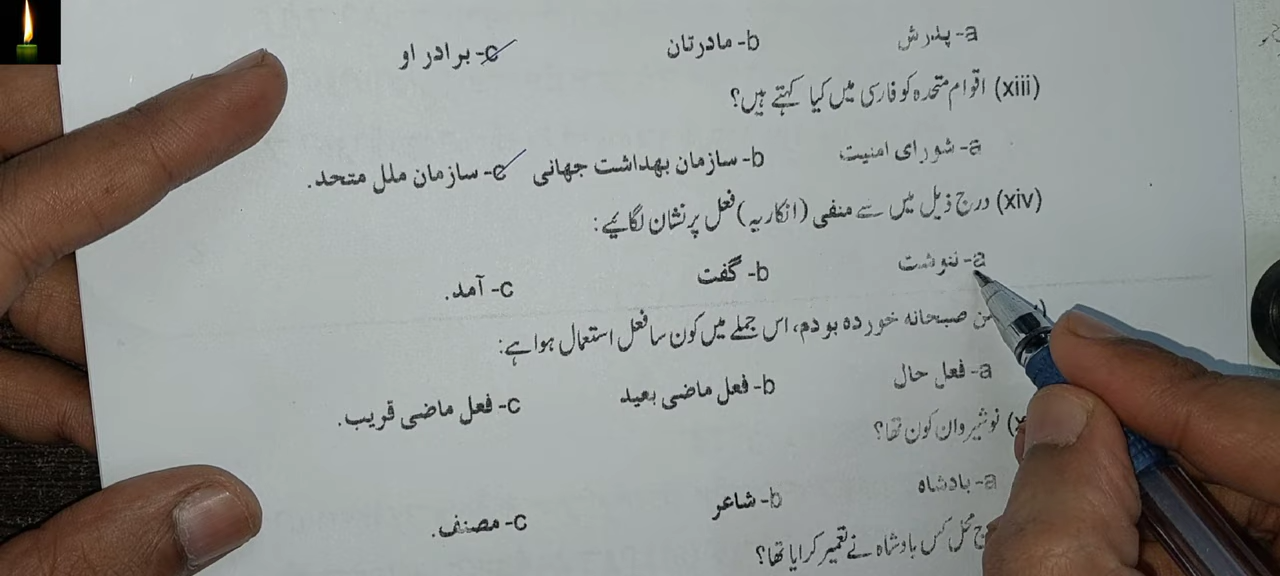 a- پدرش b- مادرتان c- برادر او
(xiii) اقوام متحدہ کو فارسی میں کیا کہتے ہیں؟
a- شورای امنیت b- سازمان بهداشت جهانی c- سازمان ملل متحد.
(xiv) درج ذیل میں سے منفی (انکاریہ) فعل پر نشان لگائیے:
a- ننوشت b- گفت c- آمد.
صبحانه خورده بودم، اس جملے میں کون سا فعل استعمال ہوا ہے:
a- فعل حال b- فعل ماضی بعید c- فعل ماضی قریب.
نوشیروان کون تھا؟
a- بادشاہ b- شاعر c- مصنف.
محل کس بادشاہ نے تعمیر کرایا تھا؟